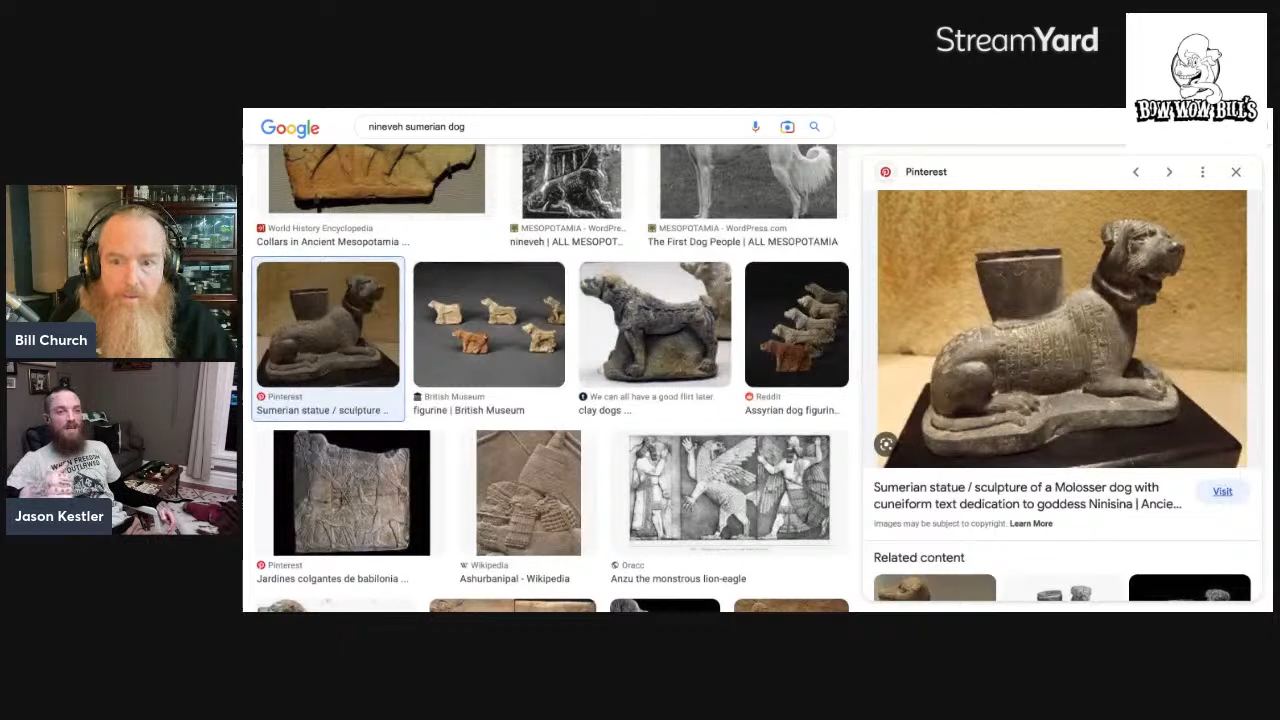 StreamYard
BOW WOW BILL'S
Google
nineveh sumerian dog
Pinterest
World History Encyclopedia
Collars in Ancient Mesopotamia ...
MESOPOTAMIA - WordPre...
nineveh | ALL MESOPOT...
MESOPOTAMIA - WordPress.com
The First Dog People | ALL MESOPOTAMIA
Bill Church
Pinterest
Sumerian statue / sculpture ..
British Museum
figurine | British Museum
We can all have a good flirt later.
clay dogs ...
Reddit
Assyrian dog figurin...
WHEN FREEDOM
OUTLAWED
Jason Kestler
Sumerian statue / sculpture of a Molosser dog with
cuneiform text dedication to goddess Ninisina | Ancie...
Visit
Images may be subject to copyright. Learn More
Related content
Pinterest
Jardines colgantes de babilonia ...
Wikipedia
Ashurbanipal - Wikipedia
Oracc
Anzu the monstrous lion-eagle